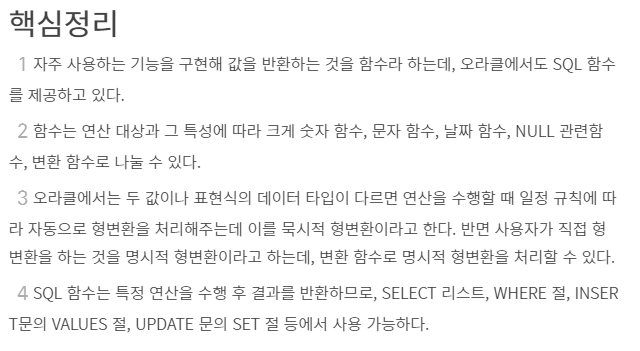 핵심정리
1 자주 사용하는 기능을 구현해 값을 반환하는 것을 함수라 하는데, 오라클에서도 SQL 함수
를 제공하고 있다.
2 함수는 연산 대상과 그 특성에 따라 크게 숫자 함수, 문자 함수, 날짜 함수, NULL 관련함
수, 변환 함수로 나눌 수 있다.
3 오라클에서는 두 값이나 표현식의 데이터 타입이 다르면 연산을 수행할 때 일정 규칙에 따
라 자동으로 형변환을 처리해주는데 이를 묵시적 형변환이라고 한다. 반면 사용자가 직접 형
변환을 하는 것을 명시적 형변환이라고 하는데, 변환 함수로 명시적 형변환을 처리할 수 있다.
4 SQL 함수는 특정 연산을 수행 후 결과를 반환하므로, SELECT 리스트, WHERE 절, INSER
T문의 VALUES 절, UPDATE 문의 SET 절 등에서 사용 가능하다.